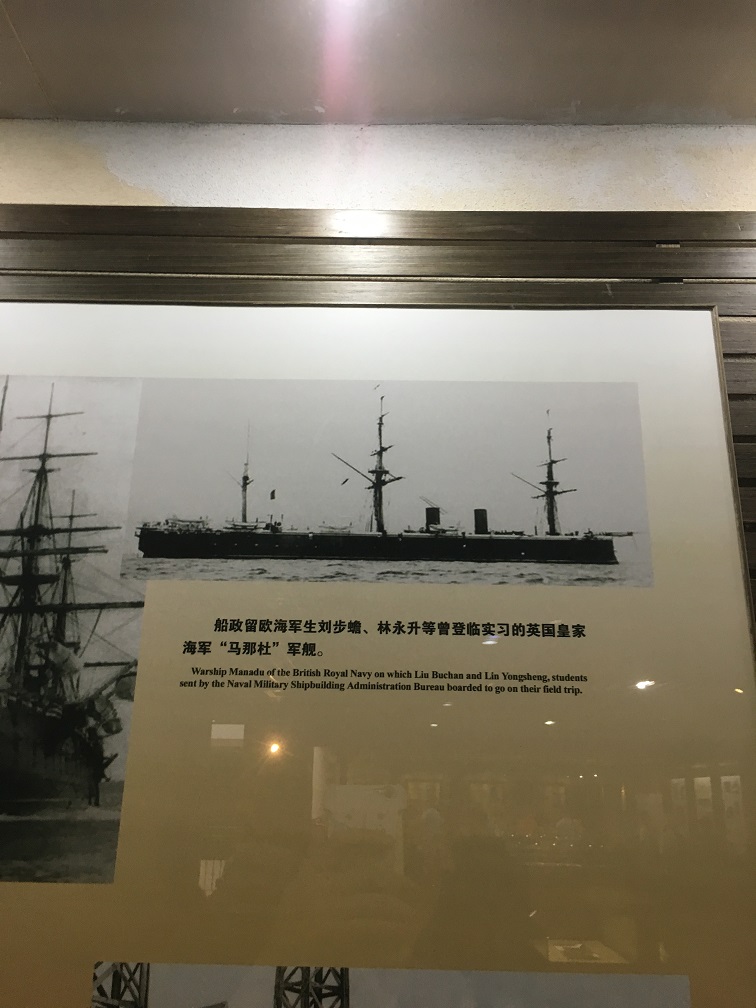 船政留欧海军生刘步蟾、林永升等曾登临实习的英国皇家
海军“马那杜”军舰。
Warship Manadu of the British Royal Navy on which Liu Buchan and Lin Yongsheng, students
sent by the Naval Military Shipbuilding Administration Bureau boarded to go on their field trip.